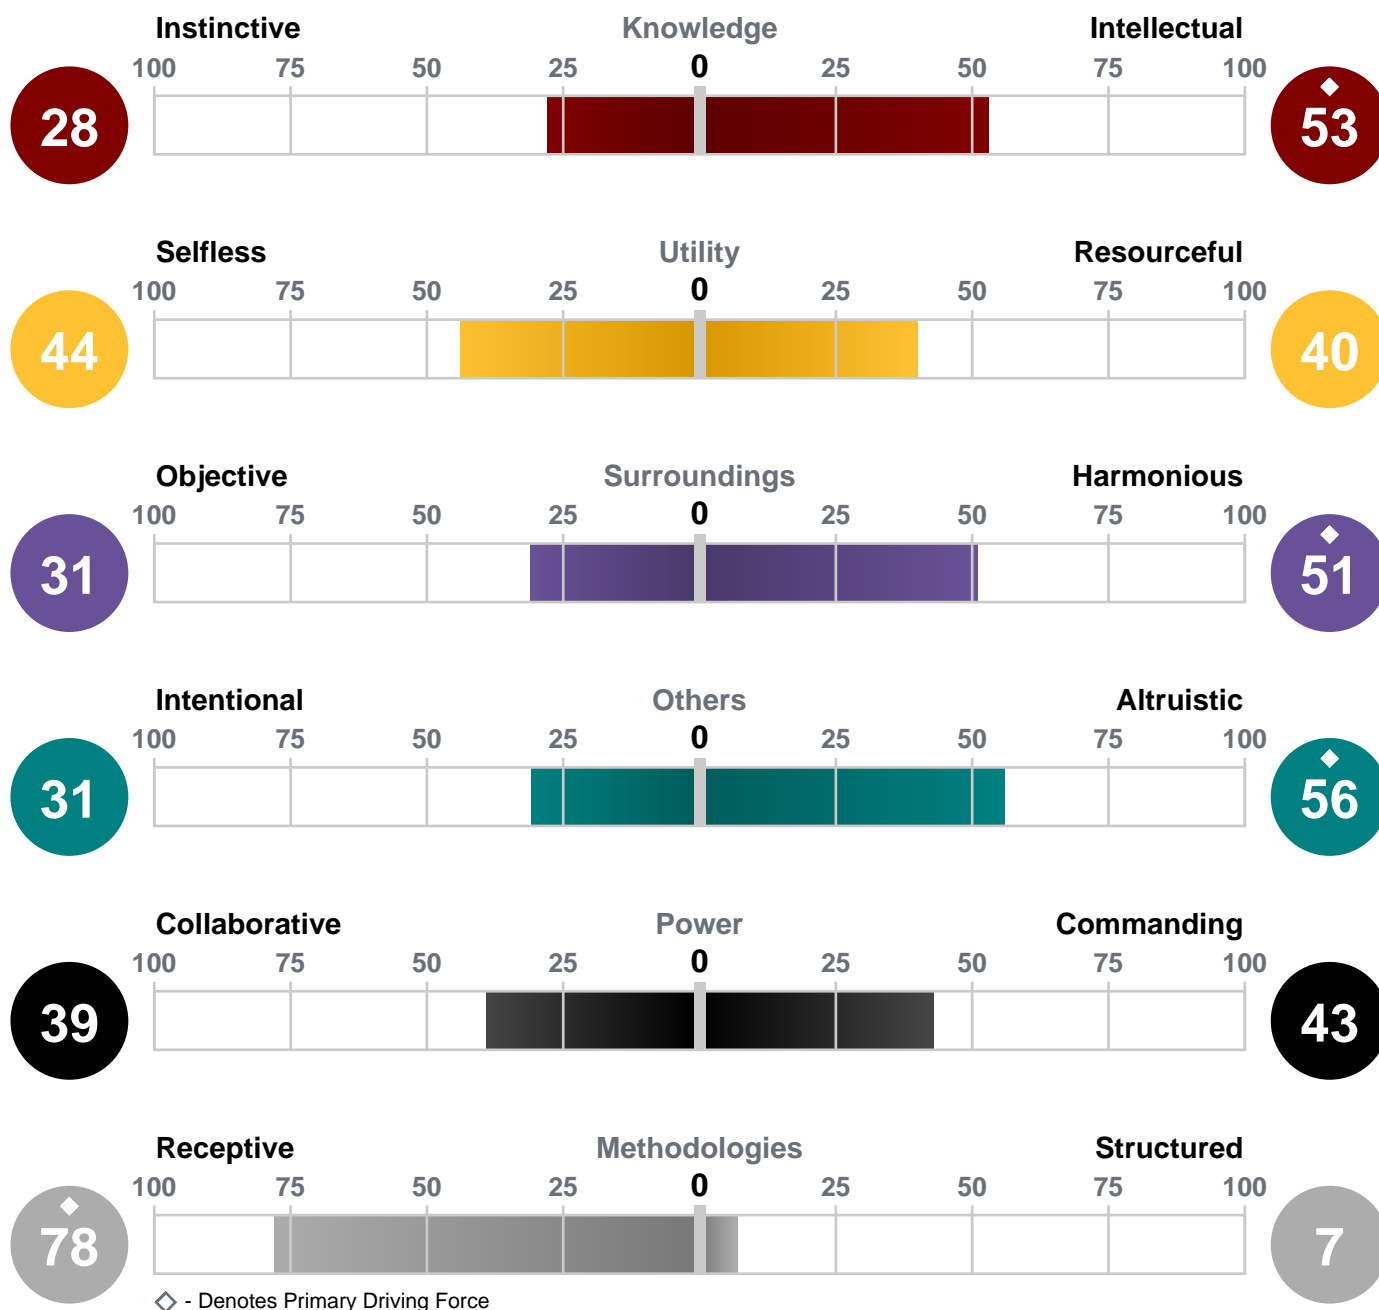 Instinctive Knowledge Intellectual
100 75 50 25 0 25 50 75 100
28 53
Selfless Utility Resourceful
100 75 50 25 0 25 50 75 100
44 40
Objective Surroundings Harmonious
100 75 50 25 0 25 50 75 100
31 51
Intentional Others Altruistic
100 75 50 25 0 25 50 75 100
31 56
Collaborative Power Commanding
100 75 50 25 0 25 50 75 100
39 43
Receptive Methodologies Structured
100 75 50 25 0 25 50 75 100
78 7
◇ - Denotes Primary Driving Force